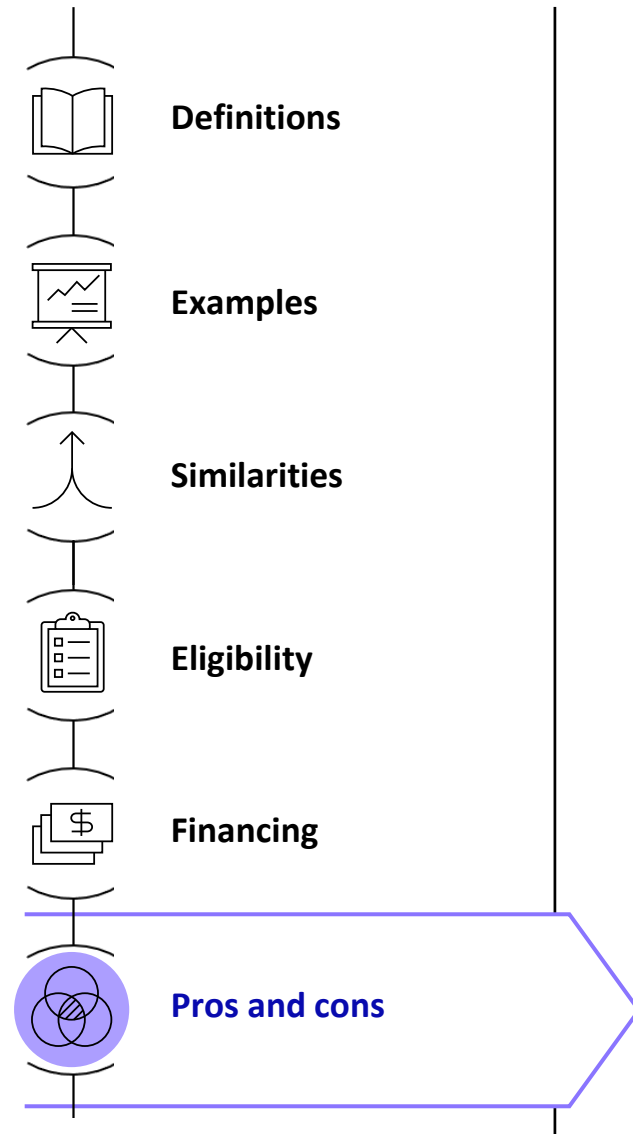 Definitions
Examples
Similarities
Eligibility
$
Financing
Pros and cons